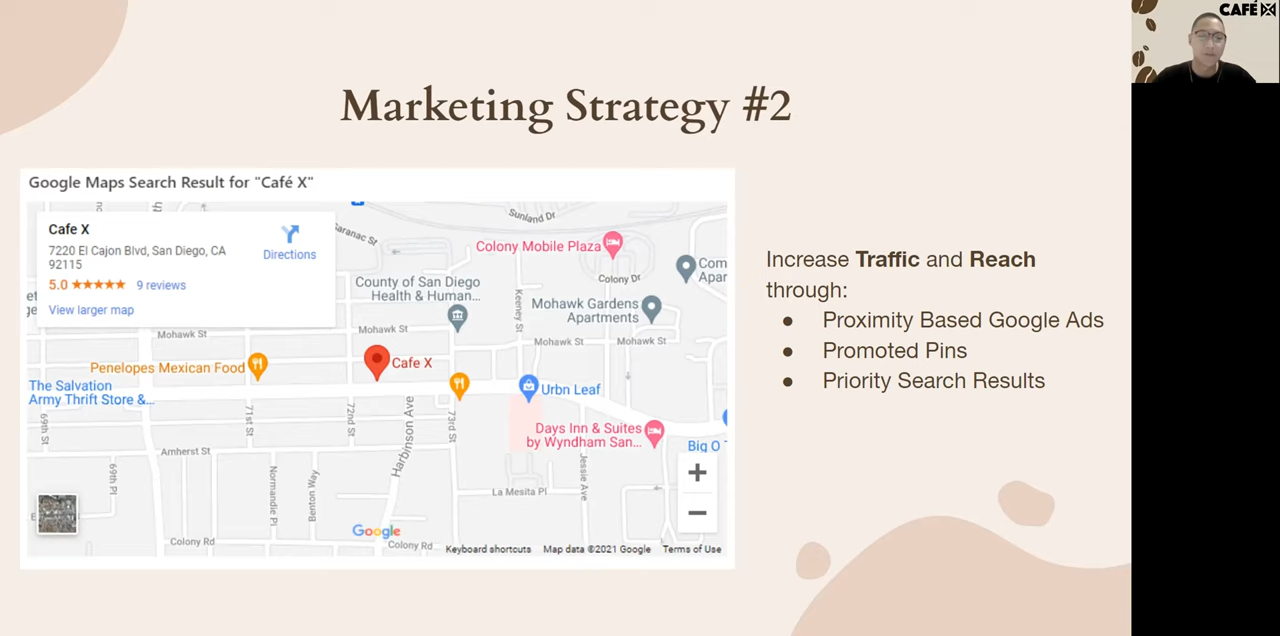 CAFÉ X
Marketing Strategy #2
Google Maps Search Result for “Café X”
Cafe X
7220 El Cajon Blvd, San Diego, CA
92115
5.0 ★★★★★ 9 reviews
View larger map
Directions
Sunland Dr
Saranac St
Colony Mobile Plaza
Colony Dr
Com
Apar
County of San Diego
Health & Human...
Keeney St
Mohawk Gardens
Apartments
Mohawk St
Mohawk St
Mohawk St
Mohawk St
Penelopes Mexican Food
Cafe X
The Salvation
Army Thrift Store &...
Urbn Leaf
69th St
71st St
72nd St
Harbinson Ave
73rd St
Days Inn & Suites
by Wyndham San...
Big O
Amherst St
69th Pl
Normandie Pl
Benton Way
Jessie Ave
La Mesita Pl
Google
Colony Rd
Colony Rd
Keyboard shortcuts
Map data ©2021 Google
Terms of Use
Increase Traffic and Reach
through:
● Proximity Based Google Ads
● Promoted Pins
● Priority Search Results